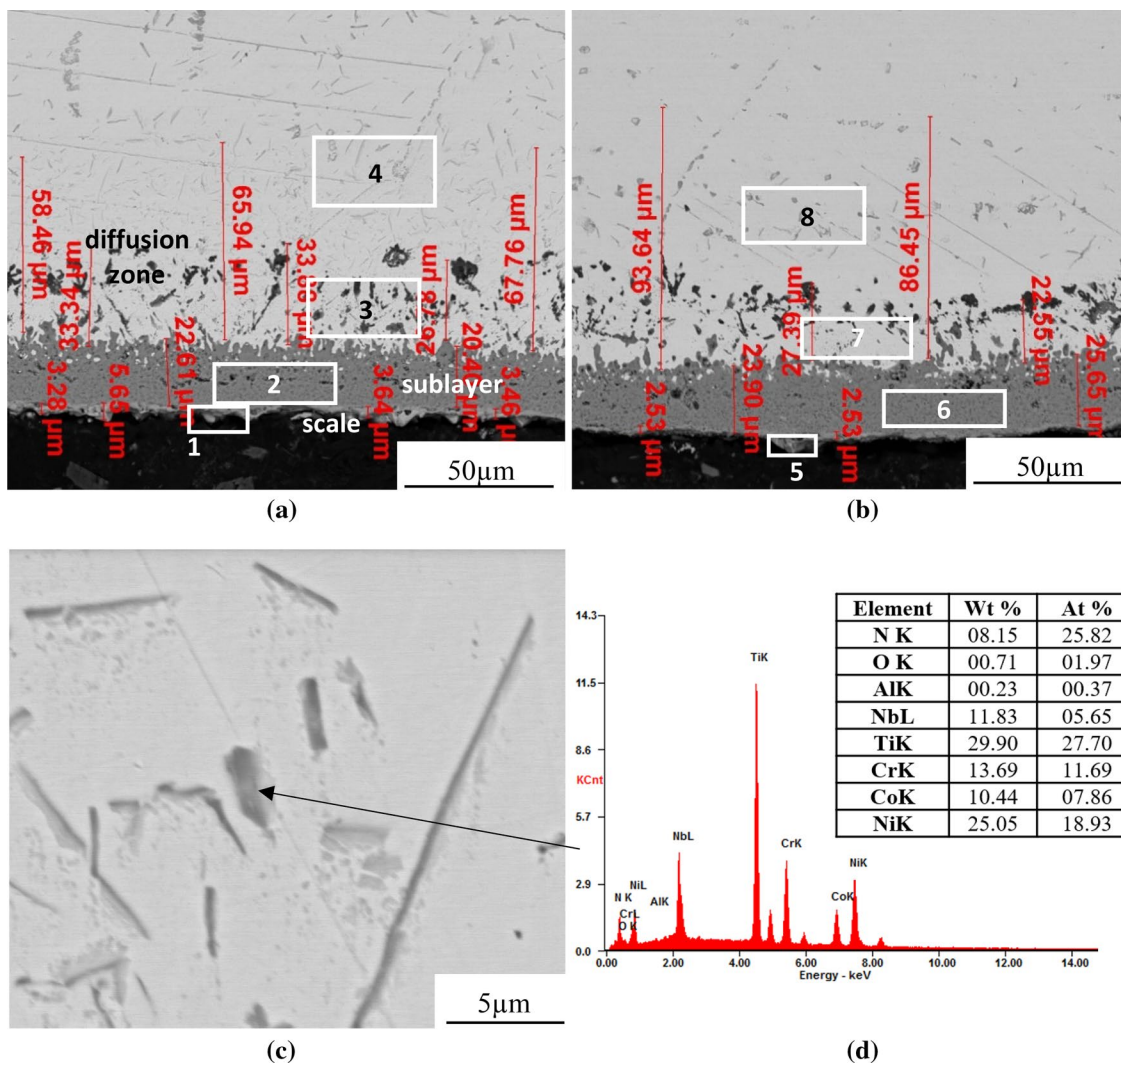 58.46 µm
34.33 µm
65.94 µm
22.61 µm
26.78 µm
67.76 µm
3.28 µm
5.65 µm
3.64 µm
3.46 µm
diffusion
zone
4
3
2
sublayer
scale
1
50µm
(a)
93.64 µm
86.45 µm
27.39 µm
22.55 µm
23.90 µm
25.65 µm
2.53 µm
2.53 µm
8
7
6
5
50µm
(b)
5µm
(c)
14.3
11.5
8.6
KCnt
5.7
2.9
0.0
0.00
2.00
4.00
6.00
8.00
10.00
12.00
14.00
Energy - keV
N K
NiL
CrL
O K
AlK
NbL
TiK
CrK
CoK
NiK
Element Wt % At %
N K 08.15 25.82
O K 00.71 01.97
AlK 00.23 00.37
NbL 11.83 05.65
TiK 29.90 27.70
CrK 13.69 11.69
CoK 10.44 07.86
NiK 25.05 18.93
(d)